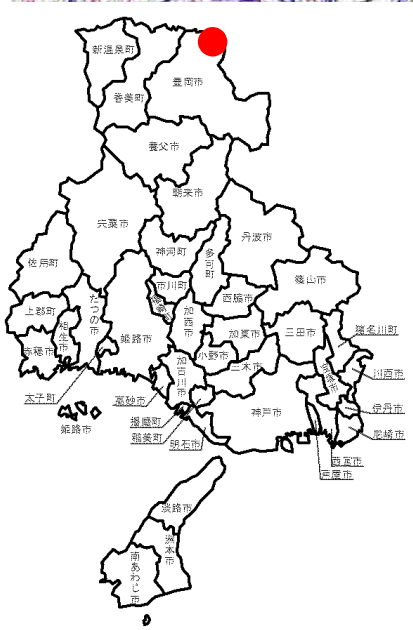 新温泉町
香美町
豊岡市
養父市
朝来市
宍粟市
丹波市
神河町
多可町
佐用町
篠山市
市川町
西脇市
上郡町
相生市
たつの市
姫路市
加西市
加東市
三田市
猪名川町
赤穂市
小野市
三木市
川西市
加古川市
太子町
高砂市
伊丹市
播磨町
神戸市
尼崎市
姫路市
稲美町
明石市
西宮市
芦屋市
淡路市
洲本市
南あわじ市